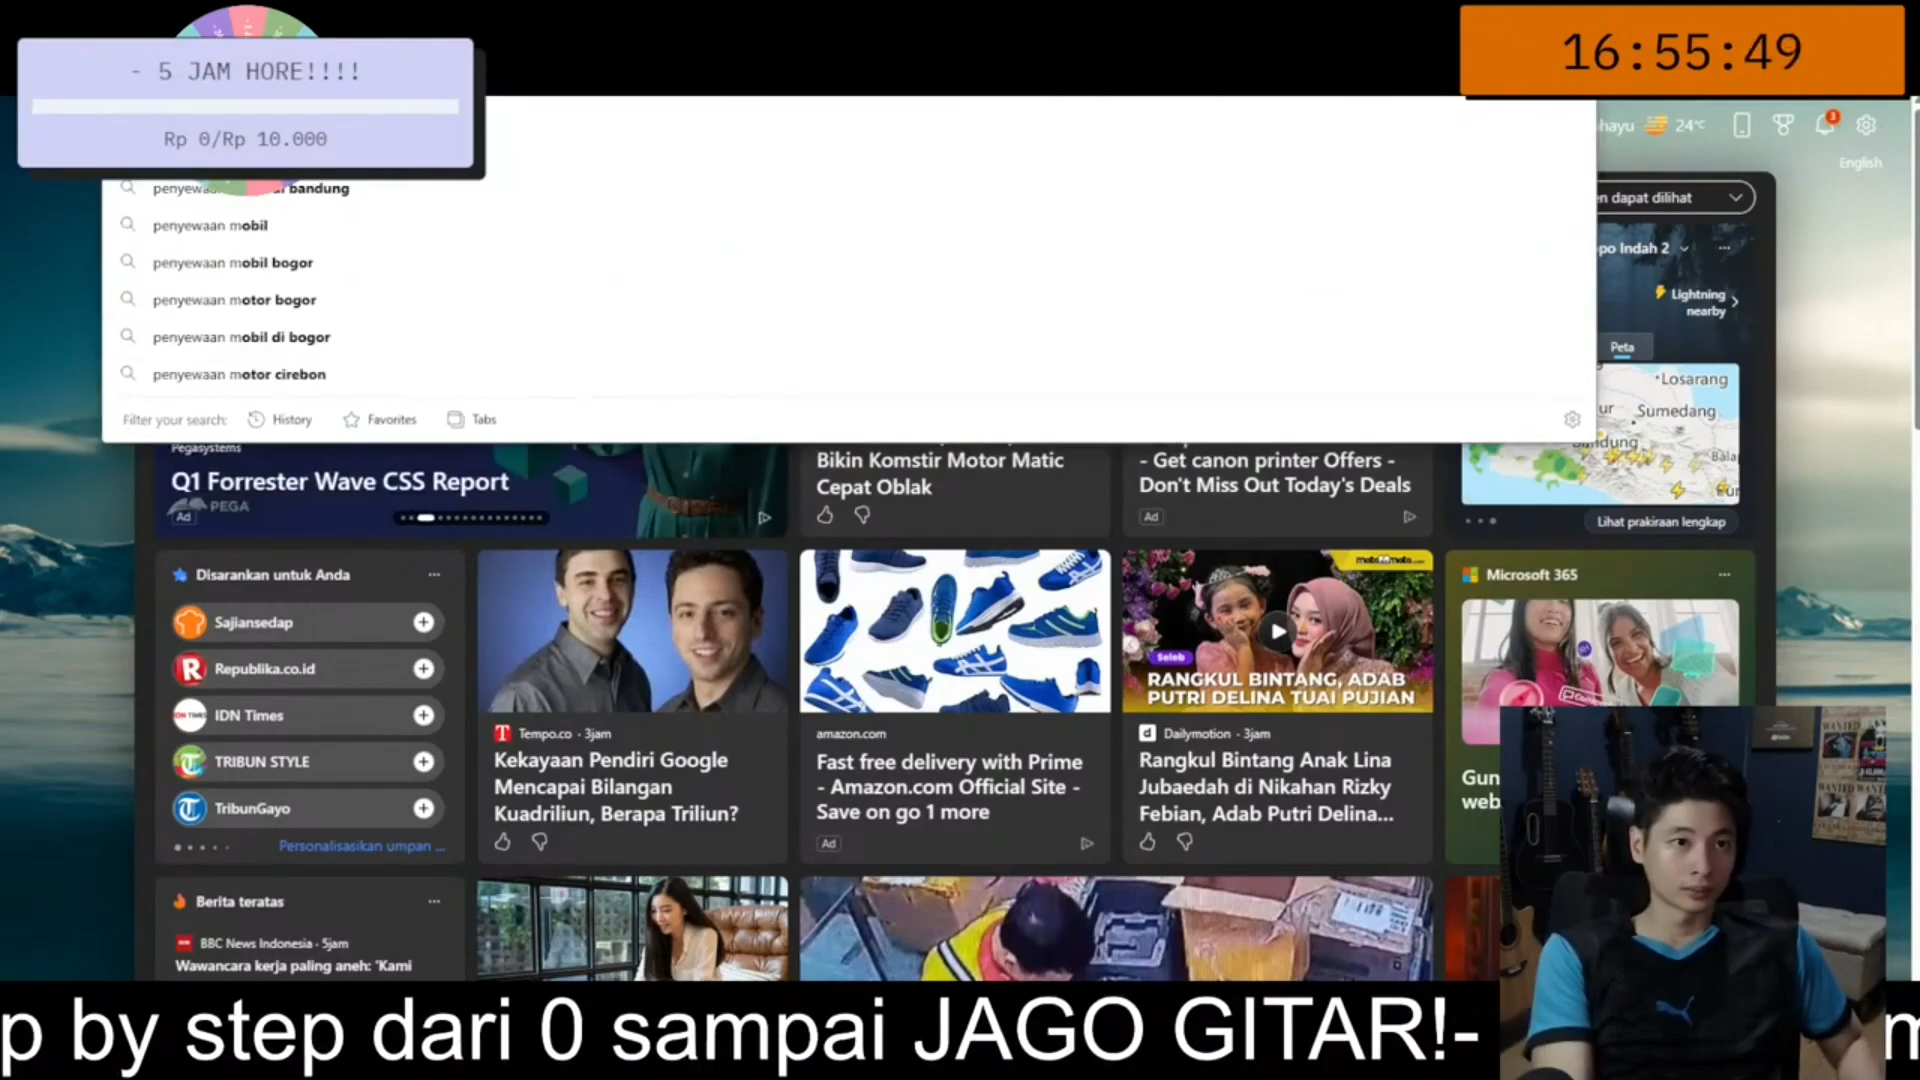 - 5 JAM HORE!!!!
Rp 0/Rp 10.000
16:55:49
24°C
3
English
bandung
penyewaan mobil
penyewaan mobil bogor
penyewaan motor bogor
penyewaan mobil di bogor
penyewaan motor cirebon
Filter your search: History Favorites Tabs
en dapat dilihat
po Indah 2
Lightning
nearby
Peta
Losarang
Sumedang
Lihat prakiraan lengkap
Pegasystems
Q1 Forrester Wave CSS Report
PEGA
Ad
Bikin Komstir Motor Matic
Cepat Oblak
- Get canon printer Offers -
Don't Miss Out Today's Deals
Ad
Disarankan untuk Anda
Sajiansedap
Republika.co.id
IDN Times
TRIBUN STYLE
TribunGayo
Personalisasikan umpan ...
Tempo.co · 3jam
Kekayaan Pendiri Google
Mencapai Bilangan
Kuadriliun, Berapa Triliun?
amazon.com
Fast free delivery with Prime
- Amazon.com Official Site -
Save on go 1 more
Ad
Seleb
RANGKUL BINTANG, ADAB
PUTRI DELINA TUAI PUJIAN
Dailymotion · 3jam
Rangkul Bintang Anak Lina
Jubaedah di Nikahan Rizky
Febian, Adab Putri Delina...
Microsoft 365
Gun
web
Berita teratas
BBC News Indonesia · 5jam
Wawancara kerja paling aneh: 'Kami
WANTED
p by step dari 0 sampai JAGO GITAR!-